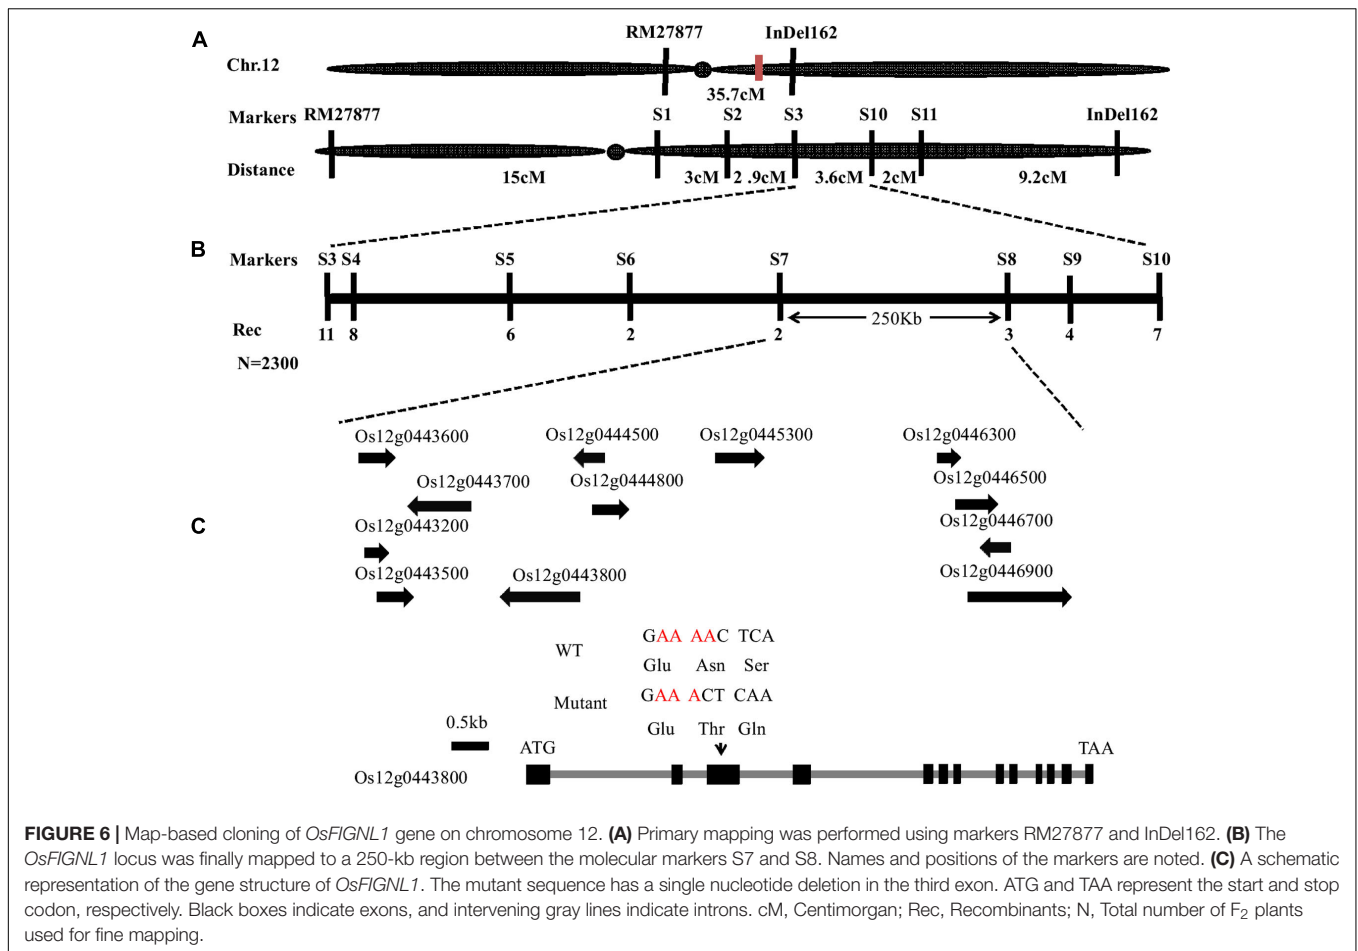 A
RM27877 InDel162
Chr.12
35.7cM
Markers RM27877 S1 S2 S3 S10 S11 InDel162
Distance
15cM 3cM 2 .9cM 3.6cM 2cM 9.2cM
B
Markers S3 S4 S5 S6 S7 S8 S9 S10
250Kb
Rec 11 8 6 2 2 3 4 7
N=2300
Os12g0443600 Os12g0444500 Os12g0445300 Os12g0446300
Os12g0443700 Os12g0444800 Os12g0446500
C
Os12g0443200 Os12g0446700
Os12g0443500 Os12g0443800 Os12g0446900
WT GAA AAC TCA
Glu Asn Ser
Mutant GAA ACT CAA
Glu Thr Gln
0.5kb
ATG TAA
Os12g0443800
FIGURE 6 | Map-based cloning of OsFIGNL1 gene on chromosome 12. (A) Primary mapping was performed using markers RM27877 and InDel162. (B) The
OsFIGNL1 locus was finally mapped to a 250-kb region between the molecular markers S7 and S8. Names and positions of the markers are noted. (C) A schematic
representation of the gene structure of OsFIGNL1. The mutant sequence has a single nucleotide deletion in the third exon. ATG and TAA represent the start and stop
codon, respectively. Black boxes indicate exons, and intervening gray lines indicate introns. cM, Centimorgan; Rec, Recombinants; N, Total number of F2 plants
used for fine mapping.